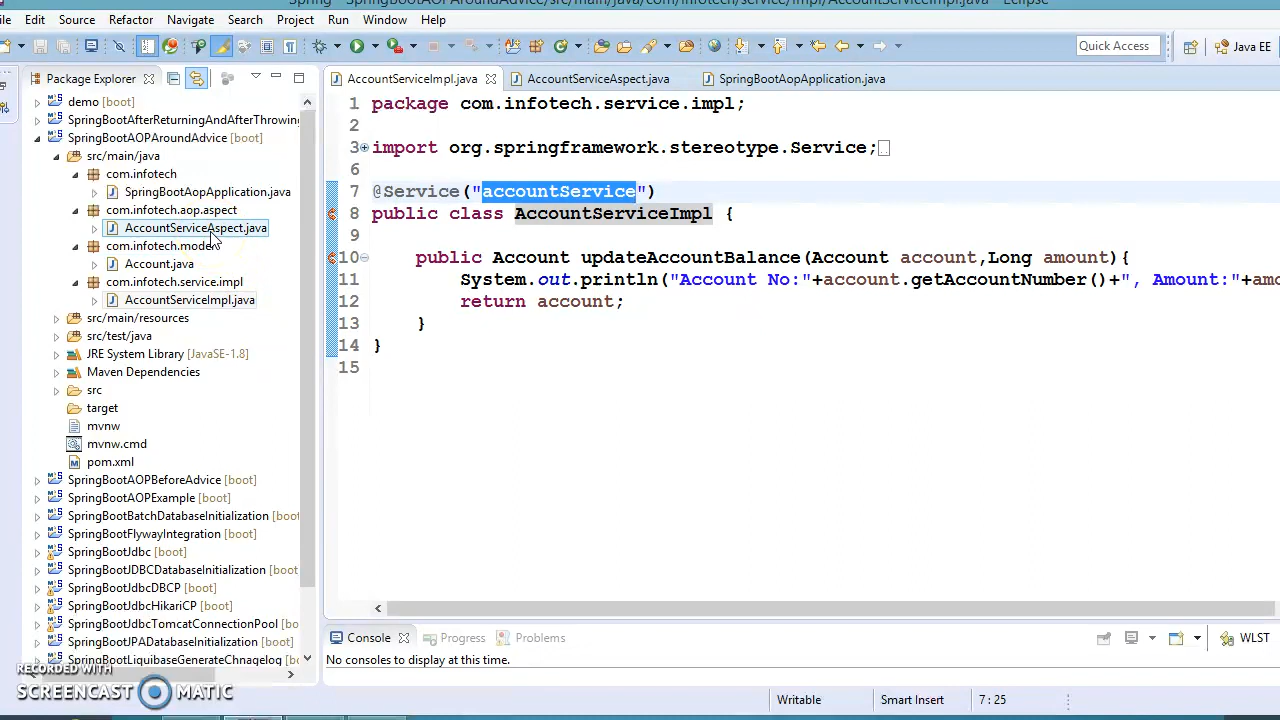 Spring - SpringBootAOPAroundAdvice/src/main/java/com/infotech/service/impl/AccountServiceImpl.java - Eclipse
Edit Source Refactor Navigate Search Project Run Window Help
Quick Access
Java EE
Package Explorer
AccountServiceImpl.java
AccountServiceAspect.java
SpringBootAopApplication.java
demo [boot]
SpringBootAfterReturningAndAfterThrowing
SpringBootAOPAroundAdvice [boot]
src/main/java
com.infotech
SpringBootAopApplication.java
com.infotech.aop.aspect
AccountServiceAspect.java
com.infotech.model
Account.java
com.infotech.service.impl
AccountServiceImpl.java
src/main/resources
src/test/java
JRE System Library [JavaSE-1.8]
Maven Dependencies
src
target
mvnw
mvnw.cmd
pom.xml
SpringBootAOPBeforeAdvice [boot]
SpringBootAOPExample [boot]
SpringBootBatchDatabaseInitialization [boot
SpringBootFlywayIntegration [boot]
SpringBootJdbc [boot]
SpringBootJDBCDatabaseInitialization [boot]
SpringBootJdbcDBCP [boot]
SpringBootJdbcHikariCP [boot]
SpringBootJdbcTomcatConnectionPool [boot]
SpringBootJPADatabaseInitialization [boot]
SpringBootLiquibaseGenerateChnagelog [bo
1 package com.infotech.service.impl;
2
3 import org.springframework.stereotype.Service;
6
7 @Service("accountService")
8 public class AccountServiceImpl {
9
10 public Account updateAccountBalance(Account account,Long amount){
11 System.out.println("Account No:"+account.getAccountNumber()+", Amount:"+amo
12 return account;
13 }
14 }
15
Console
Progress
Problems
WLST
No consoles to display at this time.
RECORDED WITH
SCREENCAST MATIC
Writable
Smart Insert
7 : 25